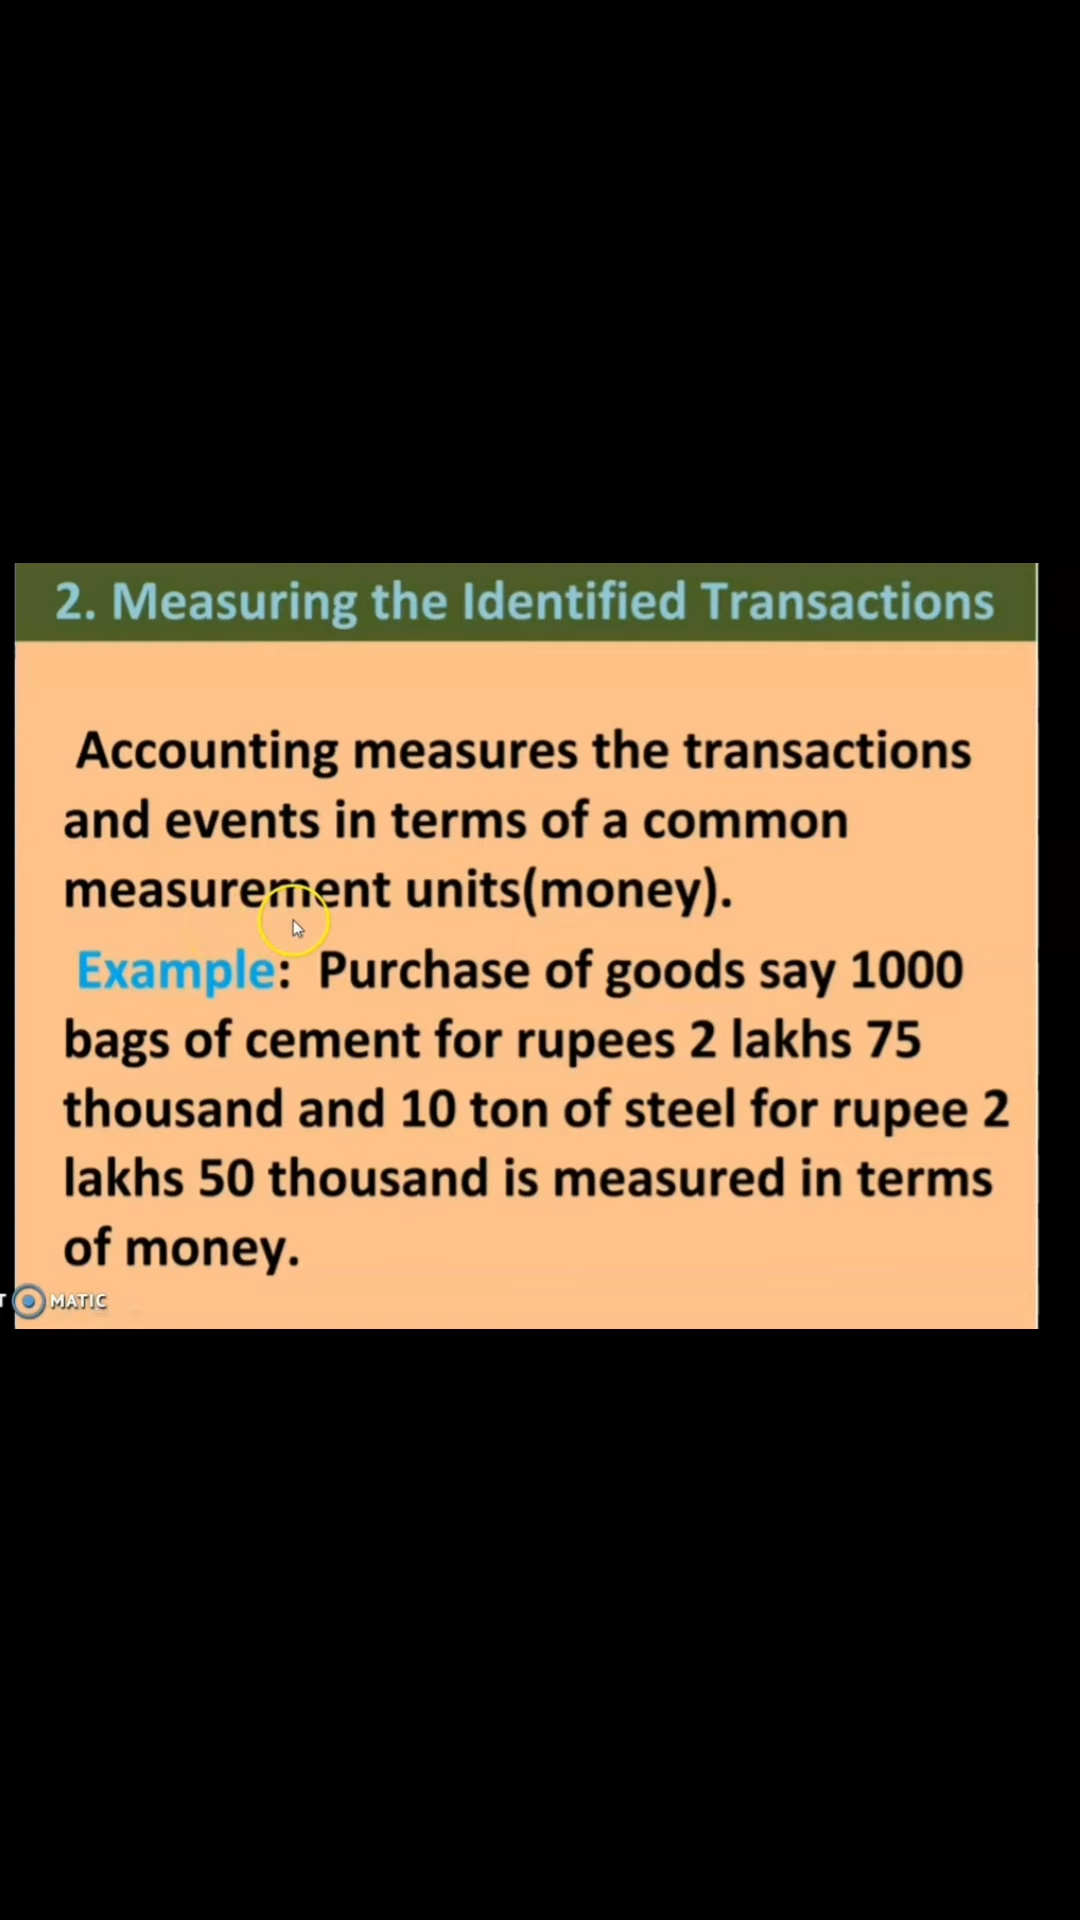 2. Measuring the Identified Transactions
Accounting measures the transactions
and events in terms of a common
measurement units(money).
Example: Purchase of goods say 1000
bags of cement for rupees 2 lakhs 75
thousand and 10 ton of steel for rupee 2
lakhs 50 thousand is measured in terms
of money.
MATIC